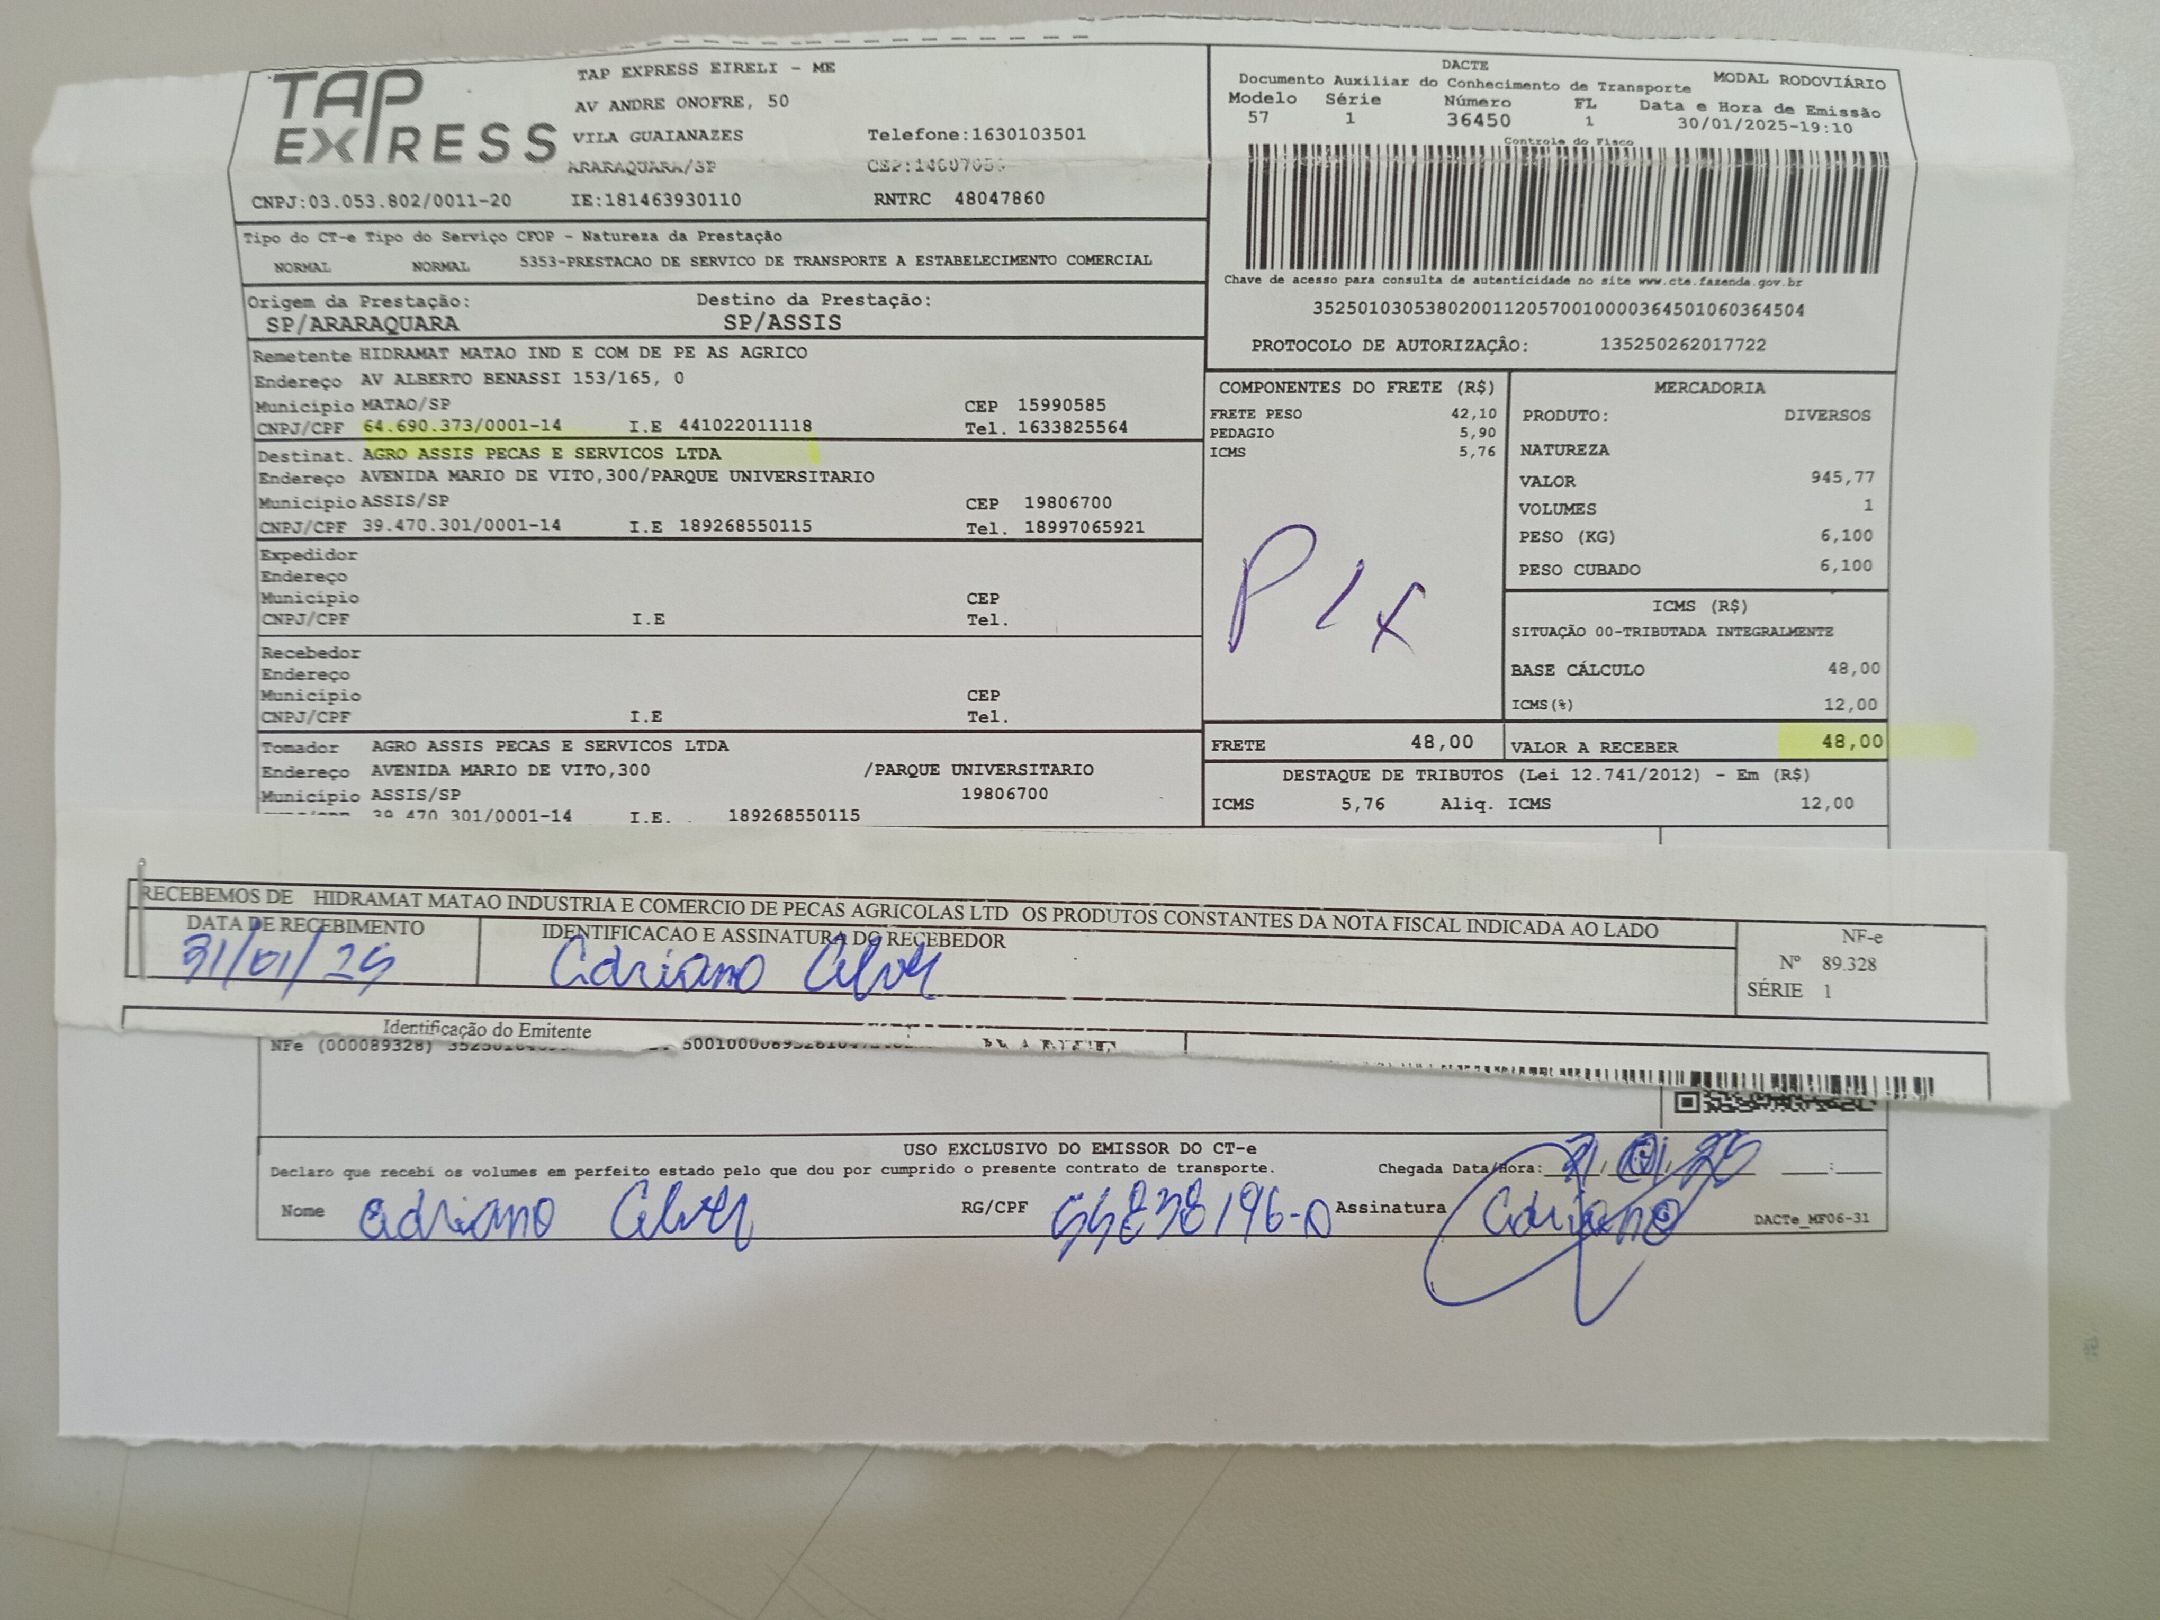 TAP EXPRESS
TAP EXPRESS EIRELI - ME
AV ANDRE ONOFRE, 50
VILA GUAIANAZES Telefone:1630103501
ARARAQUARA/SP
CNPJ:03.053.802/0011-20 IE:181463930110 RNTRC 48047860
DACTE
Documento Auxiliar do Conhecimento de Transporte MODAL RODOVIÁRIO
Modelo Série Número FL Data e Hora de Emissão
57 1 36450 1 30/01/2025-19:10
Controle do Fisco
Chave de acesso para consulta de autenticidade no site www.cte.fazenda.gov.br
35250103053802001120570010000364501060364504
PROTOCOLO DE AUTORIZAÇÂO: 135250262017722
Tipo do CT-e Tipo do Serviço CFOP - Natureza da Prestação
NORMAL NORMAL 5353-PRESTACAO DE SERVICO DE TRANSPORTE A ESTABELECIMENTO COMERCIAL
Origem da Prestação: Destino da Prestação:
SP/ARARAQUARA SP/ASSIS
Remetente HIDRAMAT MATAO IND E COM DE PE AS AGRICO
Endereço AV ALBERTO BENASSI 153/165, 0
Município MATAO/SP CEP 15990585
CNPJ/CPF 64.690.373/0001-14 I.E 441022011118 Tel. 1633825564
Destinat. AGRO ASSIS PECAS E SERVICOS LTDA
Endereço AVENIDA MARIO DE VITO,300/PARQUE UNIVERSITARIO
Município ASSIS/SP CEP 19806700
CNPJ/CPF 39.470.301/0001-14 I.E 189268550115 Tel. 18997065921
Expedidor
Endereço
Município CEP
CNPJ/CPF I.E Tel.
Recebedor
Endereço
Município CEP
CNPJ/CPF I.E Tel.
Tomador AGRO ASSIS PECAS E SERVICOS LTDA
Endereço AVENIDA MARIO DE VITO,300 /PARQUE UNIVERSITARIO
Município ASSIS/SP 19806700
39.470.301/0001-14 I.E. 189268550115
COMPONENTES DO FRETE (R$)
FRETE PESO 42,10
PEDAGIO 5,90
ICMS 5,76
PIX
MERCADORIA
PRODUTO: DIVERSOS
NATUREZA
VALOR 945,77
VOLUMES 1
PESO (KG) 6,100
PESO CUBADO 6,100
ICMS (R$)
SITUAÇÃO 00-TRIBUTADA INTEGRALMENTE
BASE CÁLCULO 48,00
ICMS(%) 12,00
FRETE 48,00 VALOR A RECEBER 48,00
DESTAQUE DE TRIBUTOS (Lei 12.741/2012) - Em (R$)
ICMS 5,76 Aliq. ICMS 12,00
RECEBEMOS DE HIDRAMAT MATAO INDUSTRIA E COMERCIO DE PECAS AGRICOLAS LTD OS PRODUTOS CONSTANTES DA NOTA FISCAL INDICADA AO LADO
DATA DE RECEBIMENTO IDENTIFICACAO E ASSINATURA DO RECEBEDOR
31/01/25 Adriano Alves
NF-e
Nº 89.328
SÉRIE 1
Identificação do Emitente
NFe (000089328)
USO EXCLUSIVO DO EMISSOR DO CT-e
Declaro que recebi os volumes em perfeito estado pelo que dou por cumprido o presente contrato de transporte. Chegada Data/Hora: 31/01/25 :
Nome Adriano Alves RG/CPF Assinatura Adriano DACTe_MF06-31